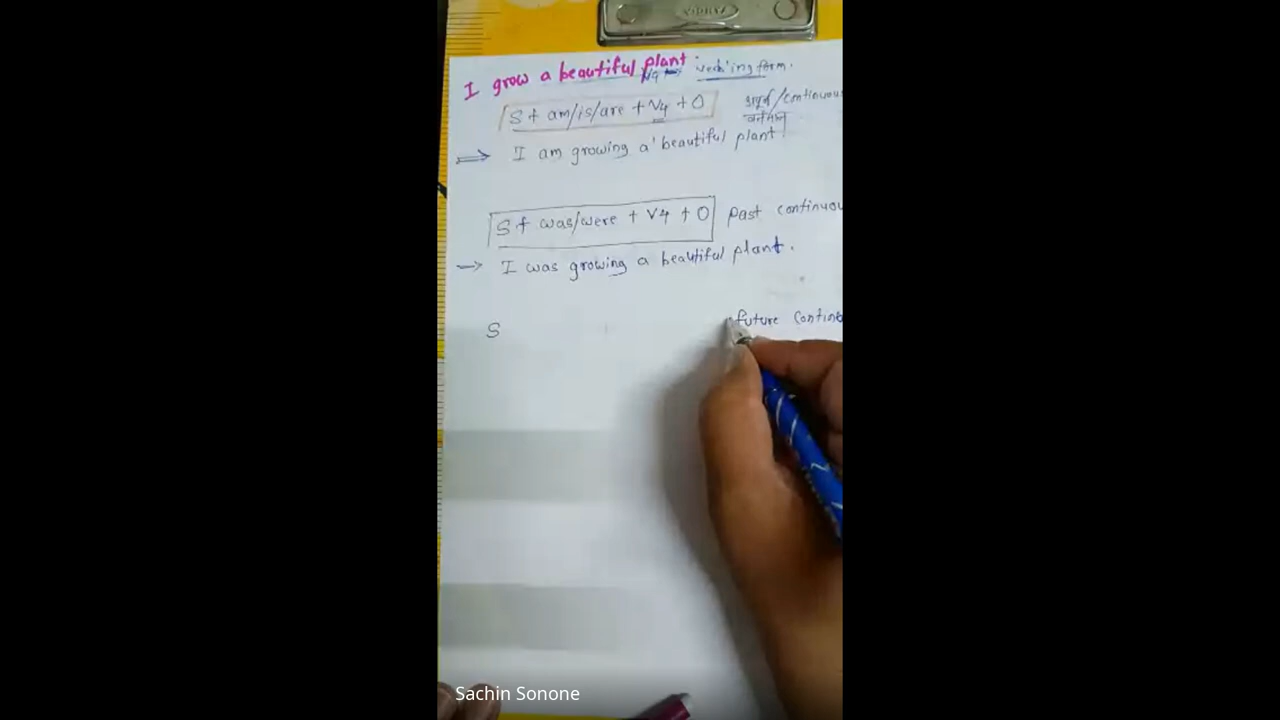 I grow a beautiful plant.
V4 verb 'ing form.
S + am/is/are + V4 + O अपूर्ण/continuous
वर्तमान
⇒ I am growing a beautiful plant.
S + was/were + V4 + O past continuou
→ I was growing a beautiful plant.
S future contin
Sachin Sonone